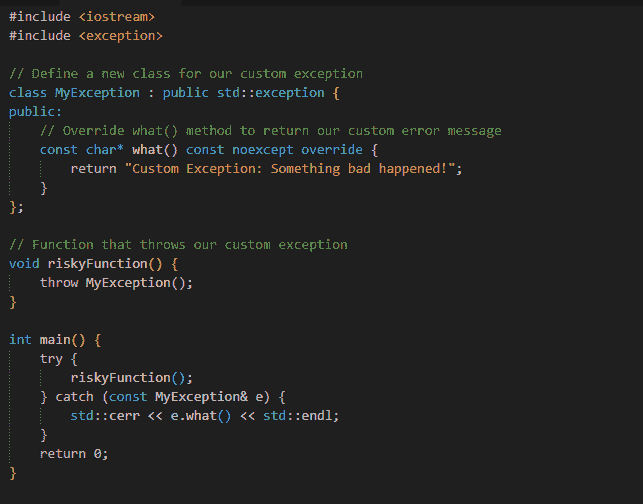 #include <iostream>
#include <exception>
// Define a new class for our custom exception
class MyException : public std::exception {
public:
    // Override what() method to return our custom error message
    const char* what() const noexcept override {
        return "Custom Exception: Something bad happened!";
    }
};
// Function that throws our custom exception
void riskyFunction() {
    throw MyException();
}
int main() {
    try {
        riskyFunction();
    } catch (const MyException& e) {
        std::cerr << e.what() << std::endl;
    }
    return 0;
}